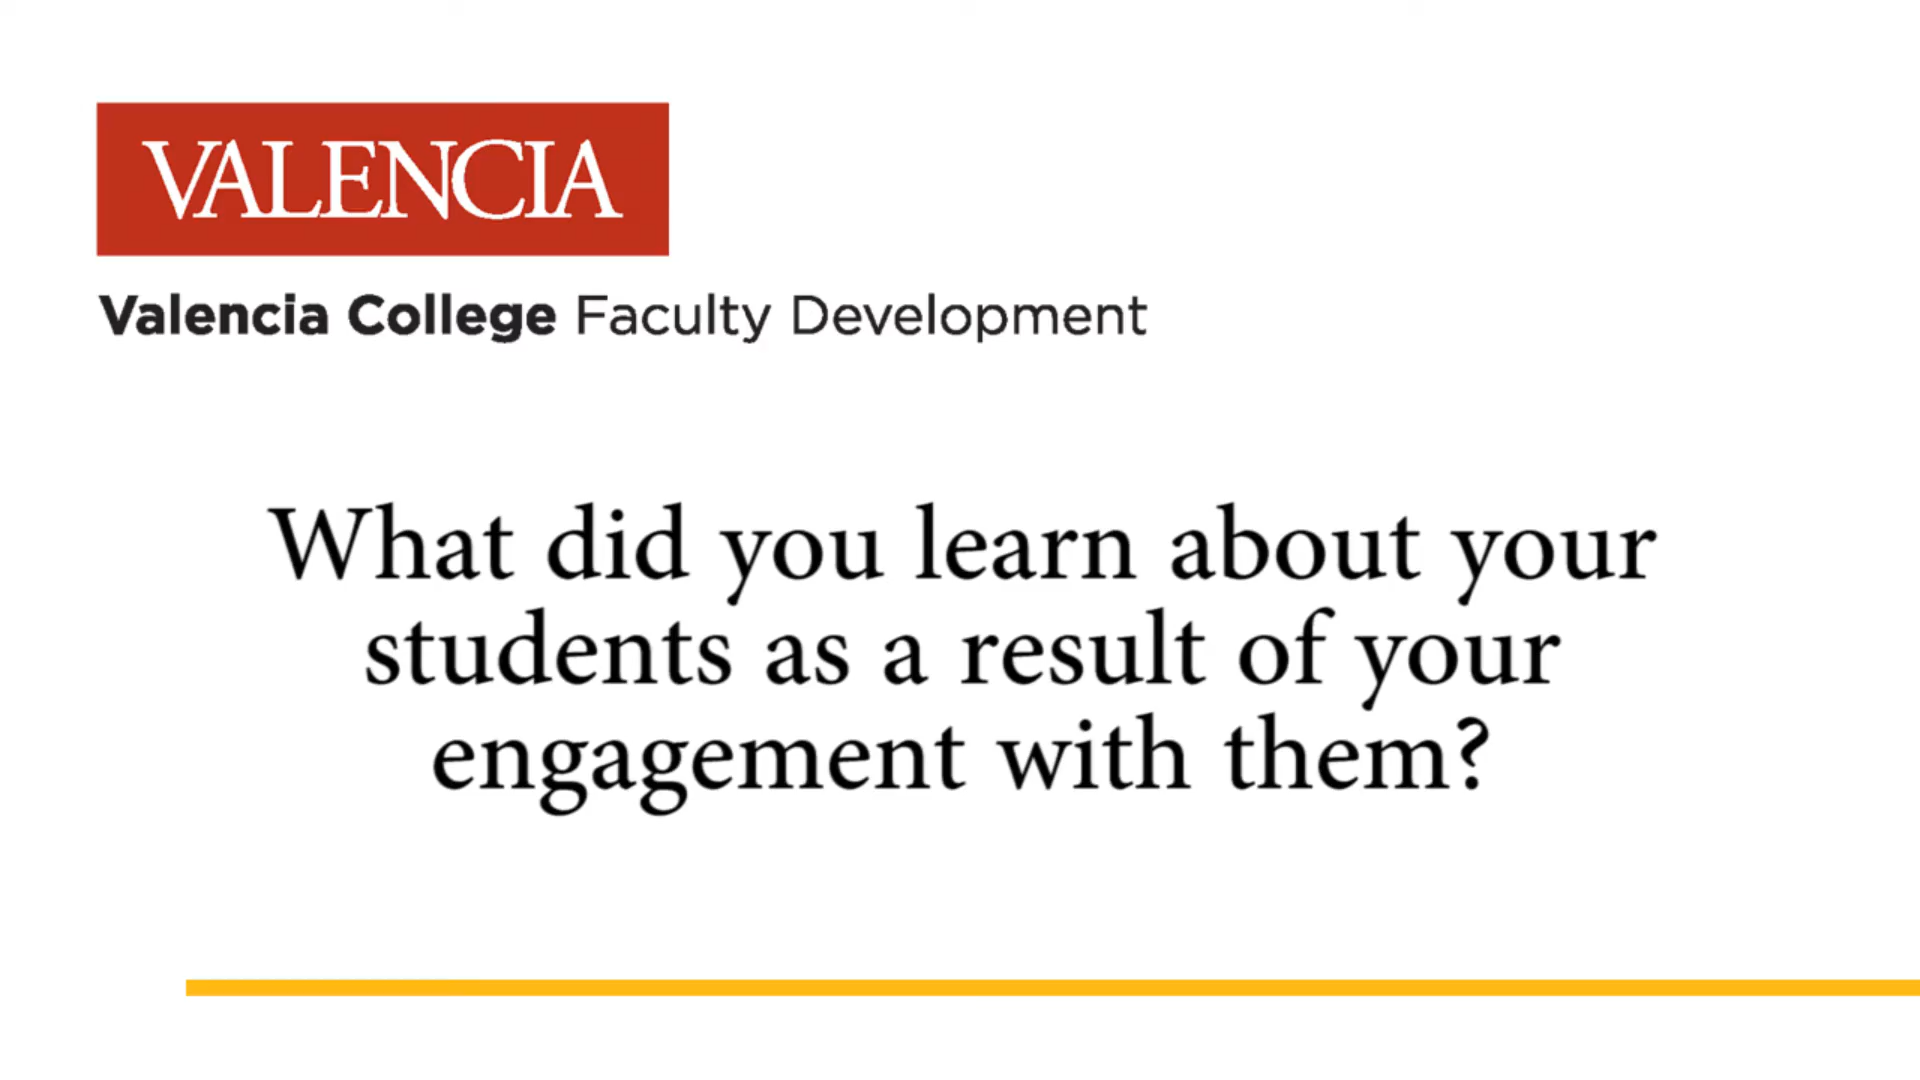 VALENCIA
Valencia College Faculty Development
What did you learn about your
students as a result of your
engagement with them?